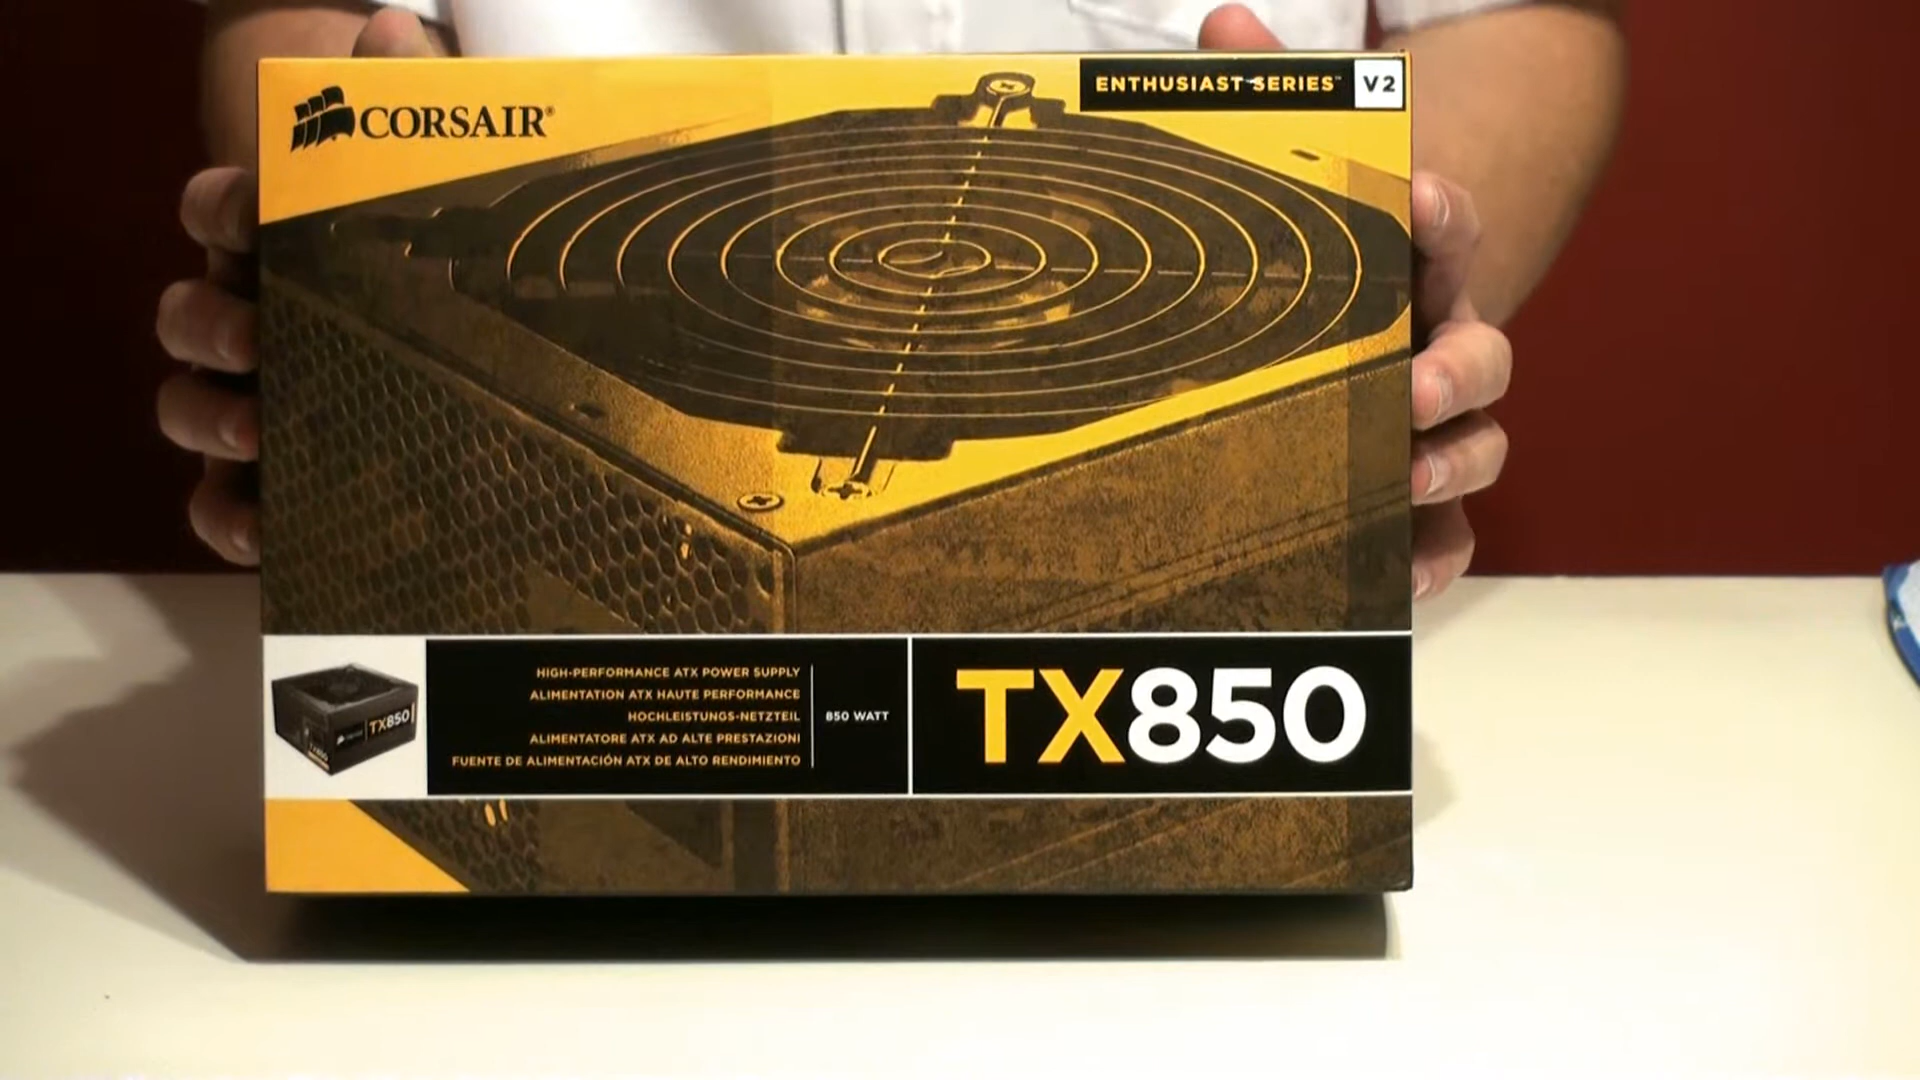 CORSAIR®
ENTHUSIAST SERIES™ V2
HIGH-PERFORMANCE ATX POWER SUPPLY
ALIMENTATION ATX HAUTE PERFORMANCE
HOCHLEISTUNGS-NETZTEIL
ALIMENTATORE ATX AD ALTE PRESTAZIONI
FUENTE DE ALIMENTACIÓN ATX DE ALTO RENDIMIENTO
850 WATT
TX850
TX850